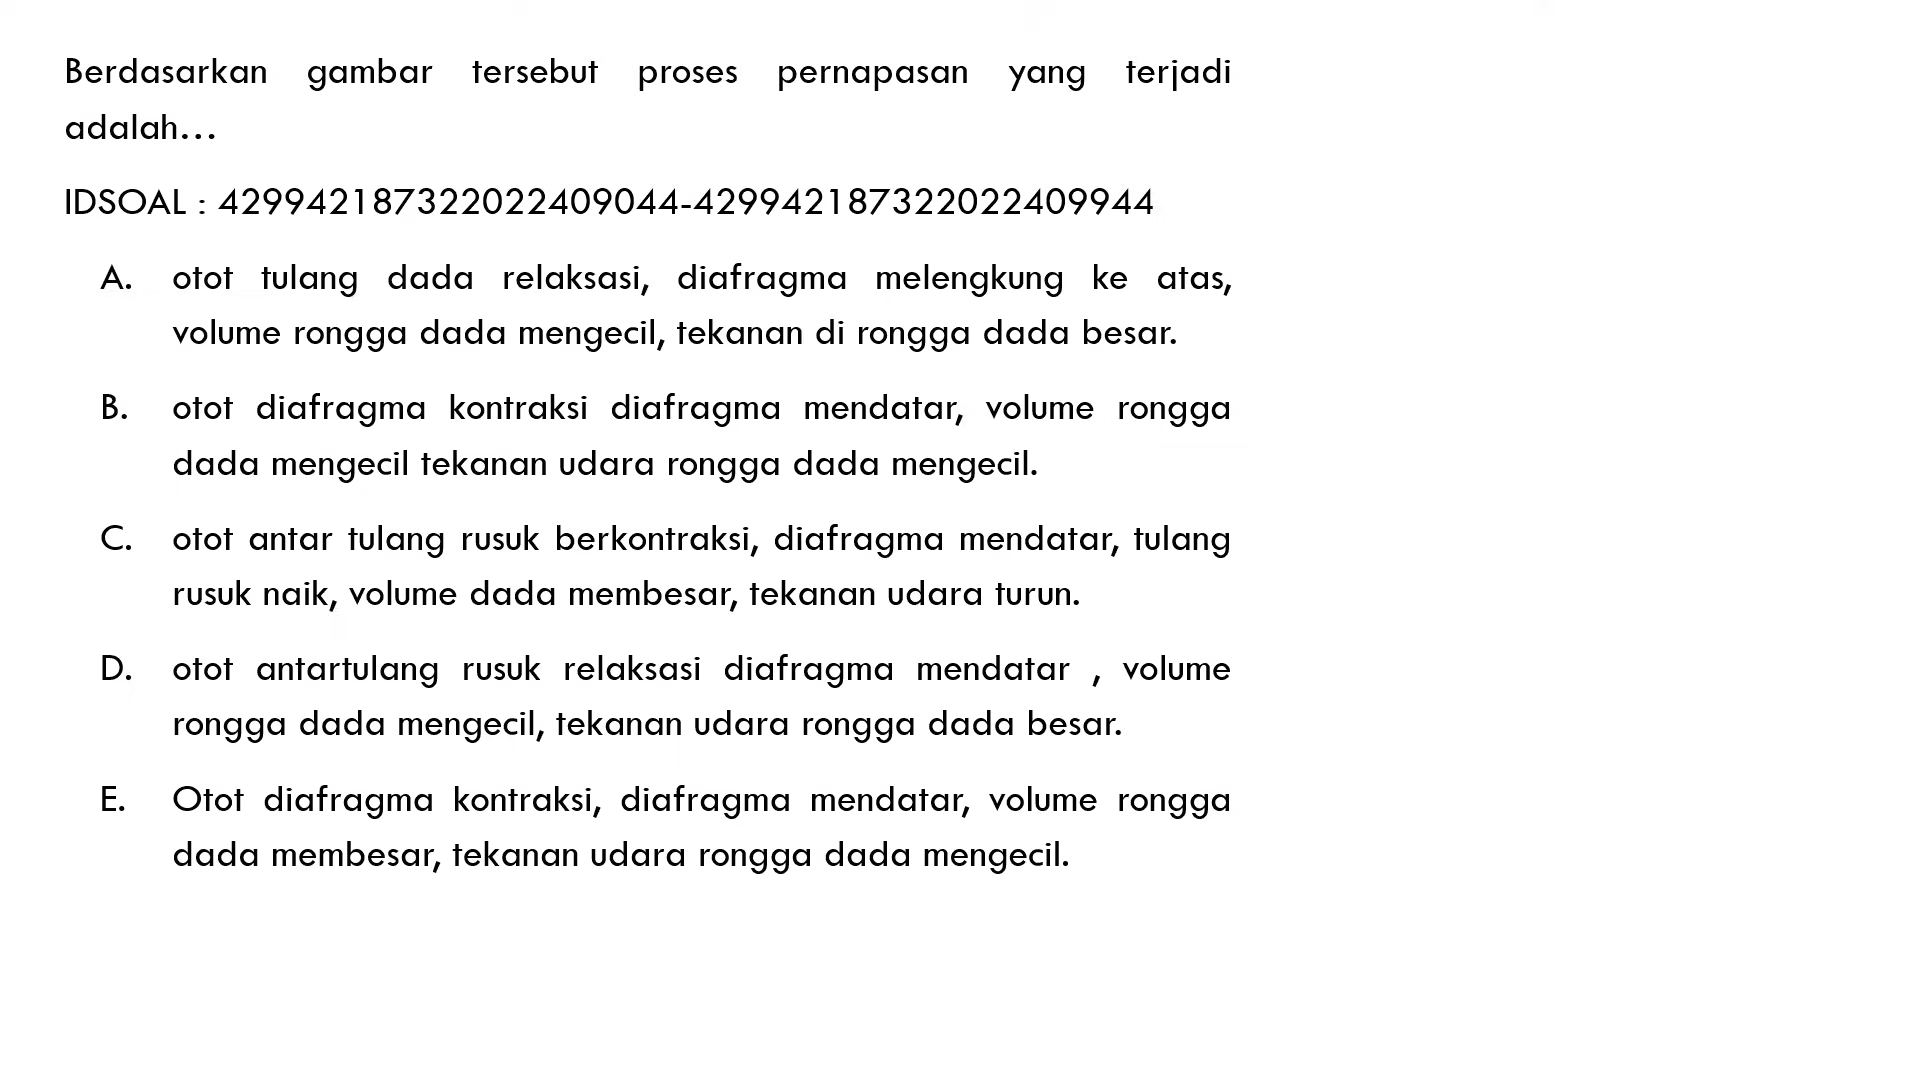 Berdasarkan gambar tersebut proses pernapasan yang terjadi
adalah...
IDSOAL : 429942187322022409044-429942187322022409944
A. otot tulang dada relaksasi, diafragma melengkung ke atas,
volume rongga dada mengecil, tekanan di rongga dada besar.
B. otot diafragma kontraksi diafragma mendatar, volume rongga
dada mengecil tekanan udara rongga dada mengecil.
C. otot antar tulang rusuk berkontraksi, diafragma mendatar, tulang
rusuk naik, volume dada membesar, tekanan udara turun.
D. otot antartulang rusuk relaksasi diafragma mendatar , volume
rongga dada mengecil, tekanan udara rongga dada besar.
E. Otot diafragma kontraksi, diafragma mendatar, volume rongga
dada membesar, tekanan udara rongga dada mengecil.